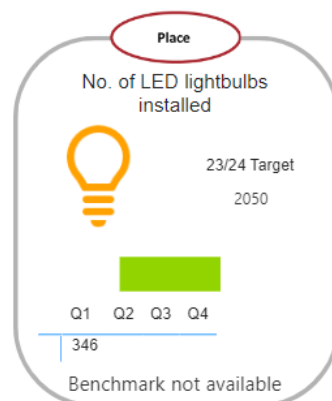 Place
No. of LED lightbulbs
installed
23/24 Target
2050
Q1 Q2 Q3 Q4
346
Benchmark not available